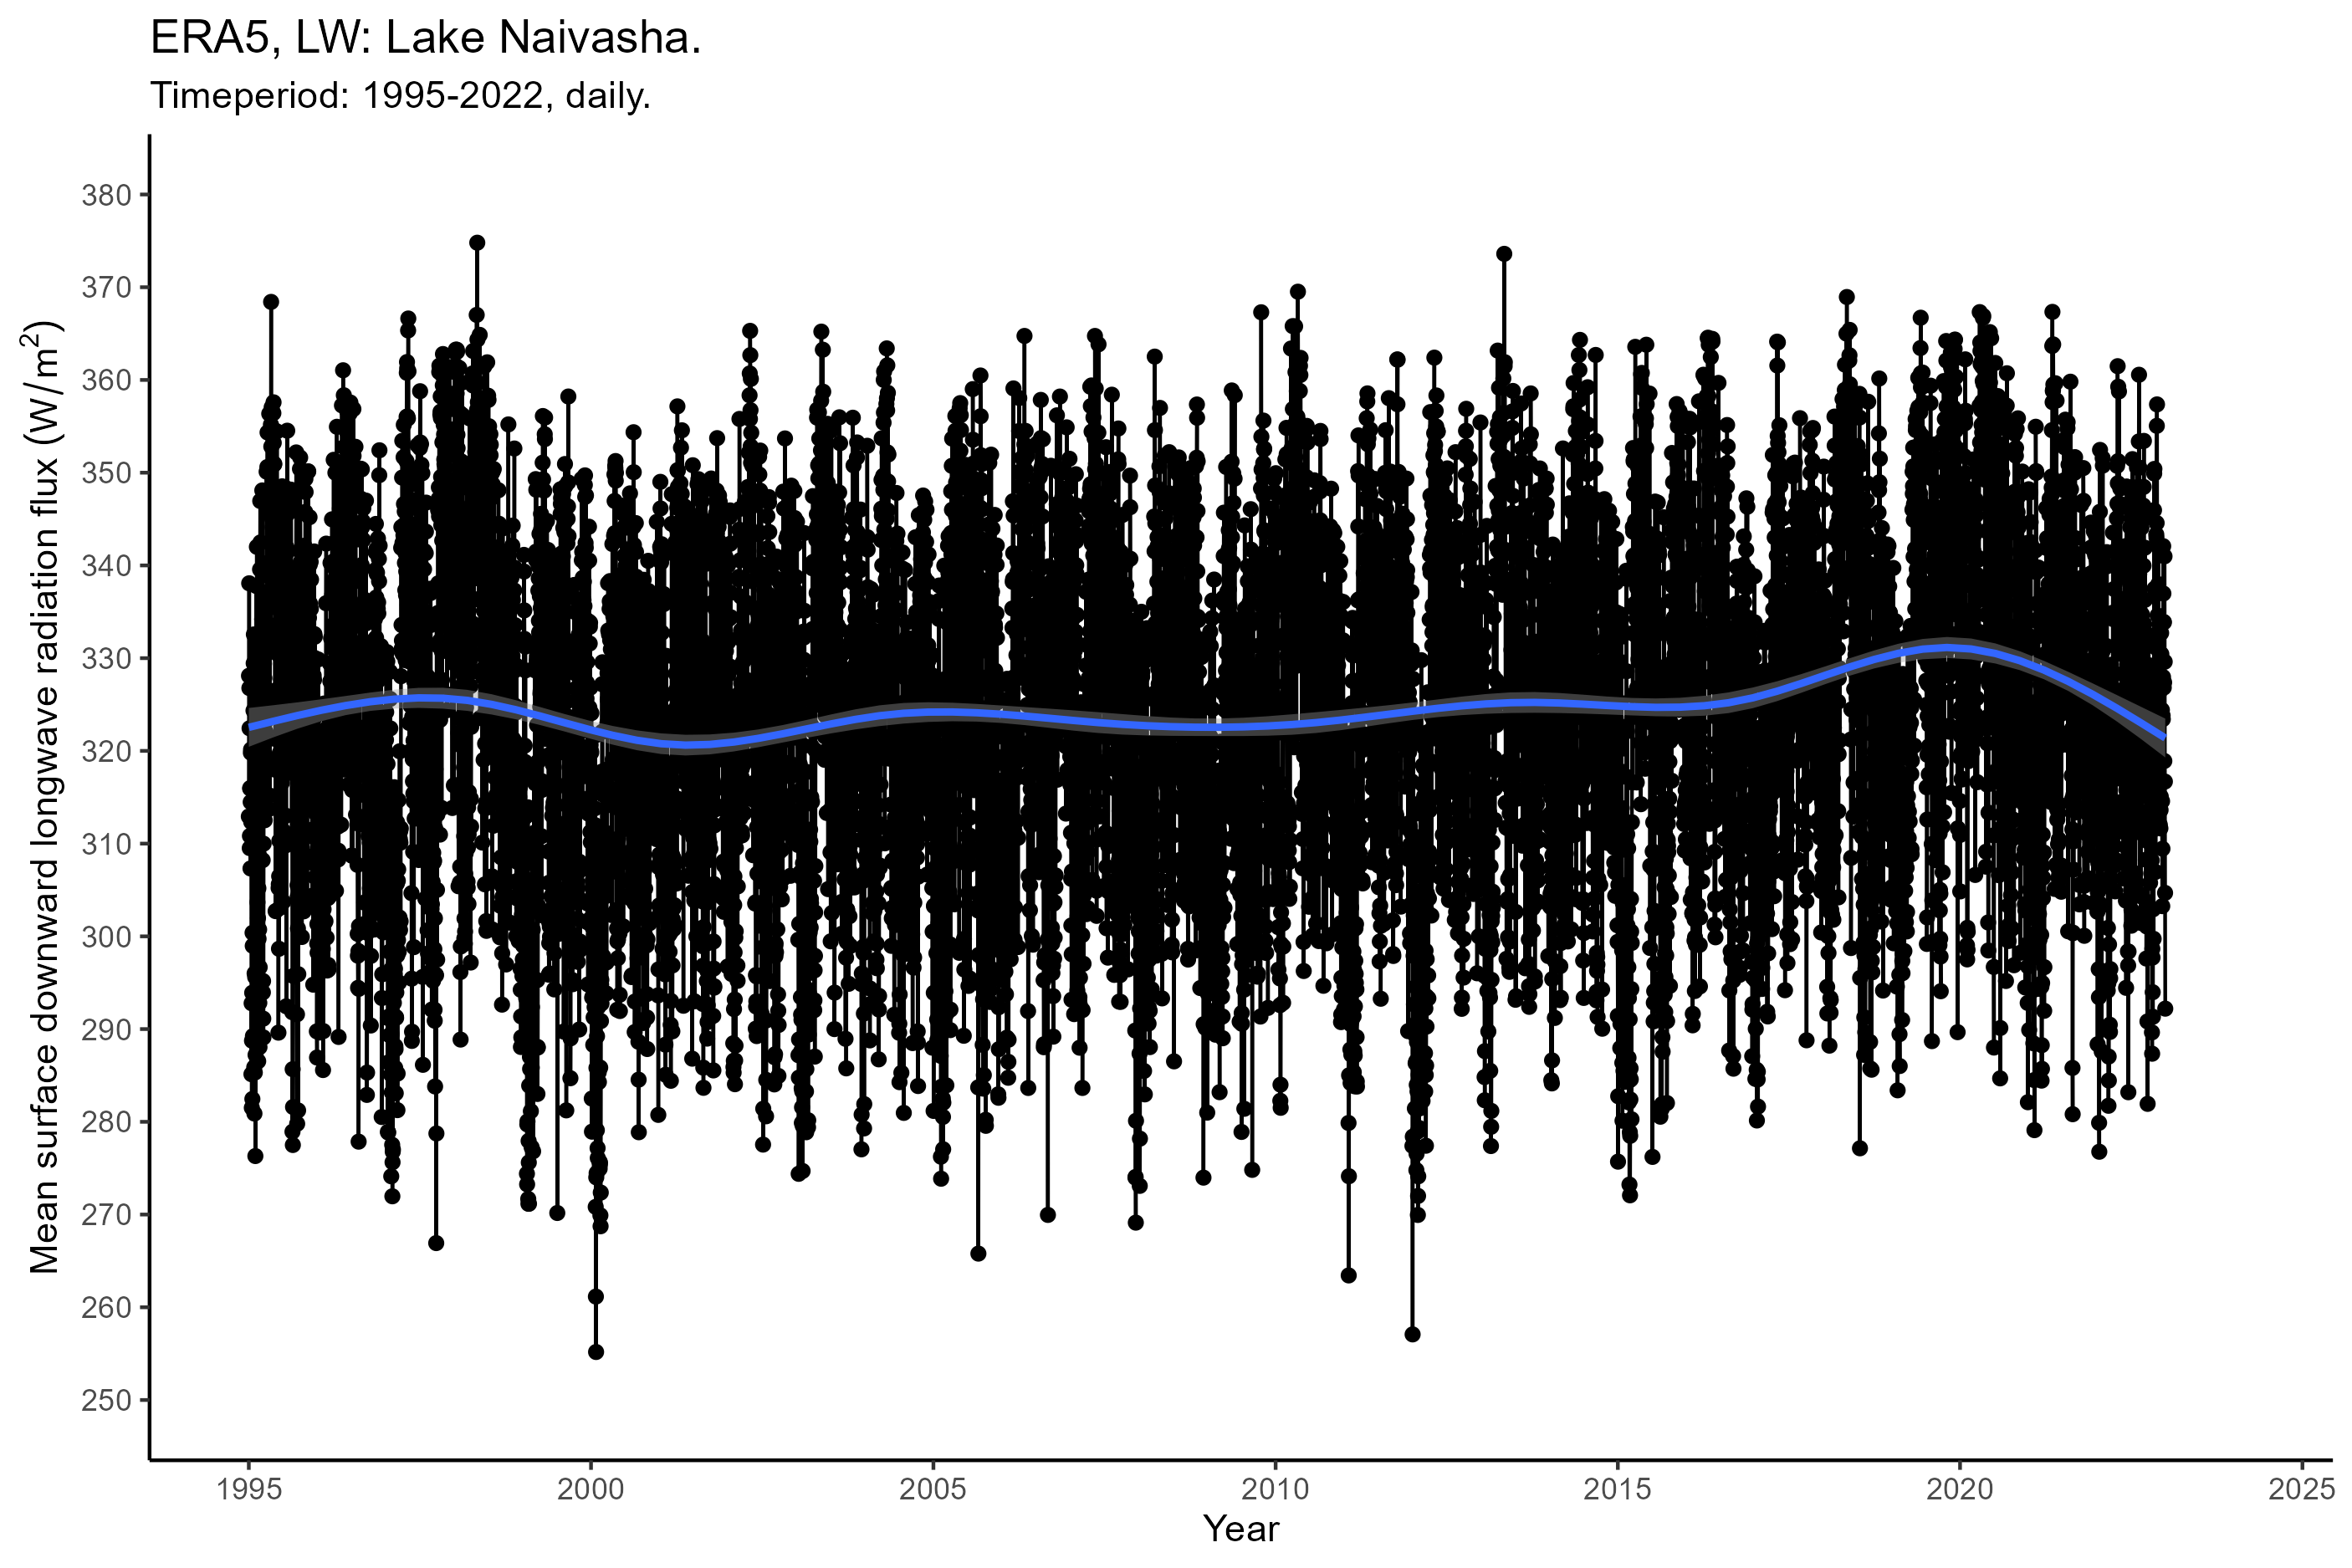 ERA5, LW: Lake Naivasha.
Timeperiod: 1995-2022, daily.
Mean surface downward longwave radiation flux (W/m²)
380
370
360
350
340
330
320
310
300
290
280
270
260
250
1995 2000 2005 2010 2015 2020 2025
Year